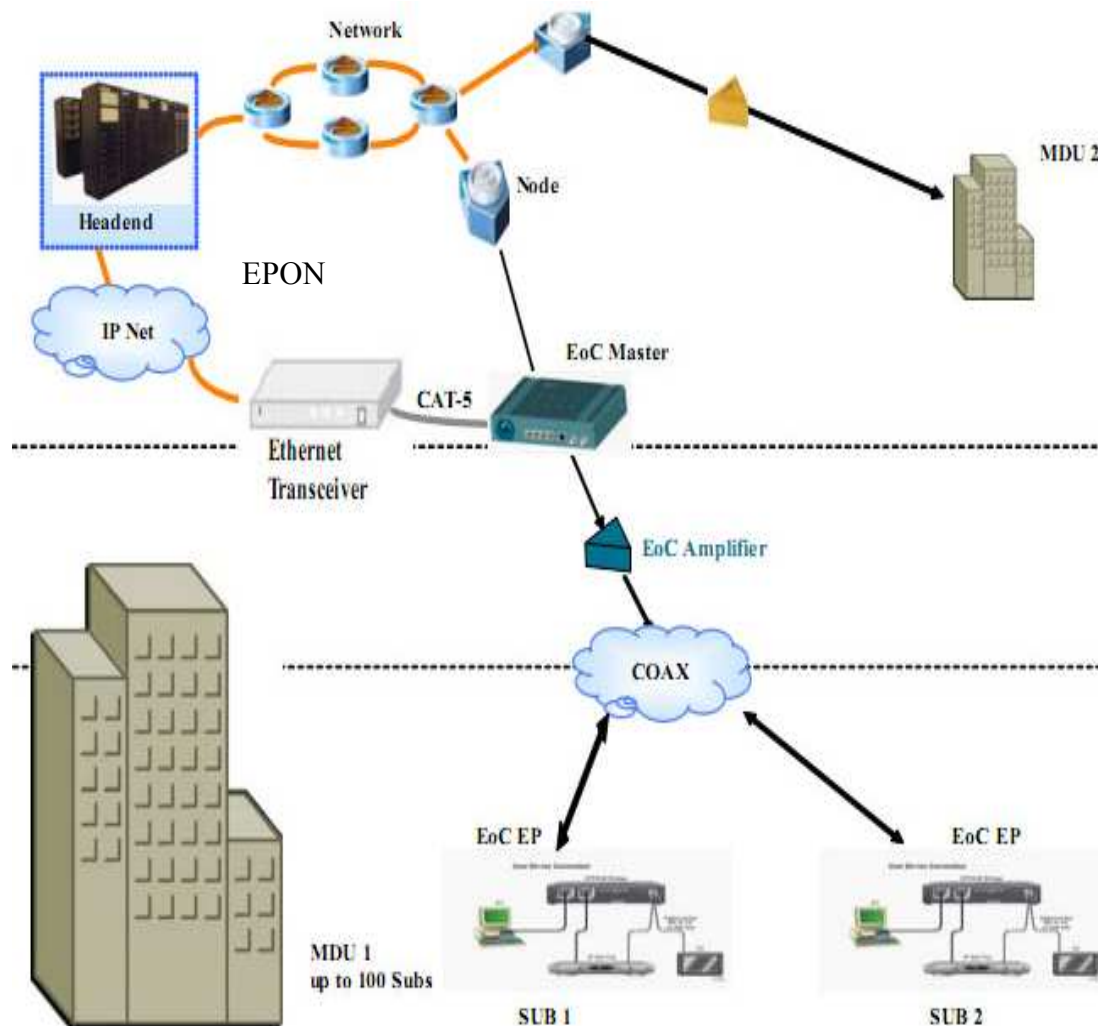 Network
MDU 2
Node
Headend
EPON
IP Net
EoC Master
CAT-5
Ethernet
Transceiver
EoC Amplifier
COAX
EoC EP
EoC EP
MDU 1
up to 100 Subs
SUB 1
SUB 2